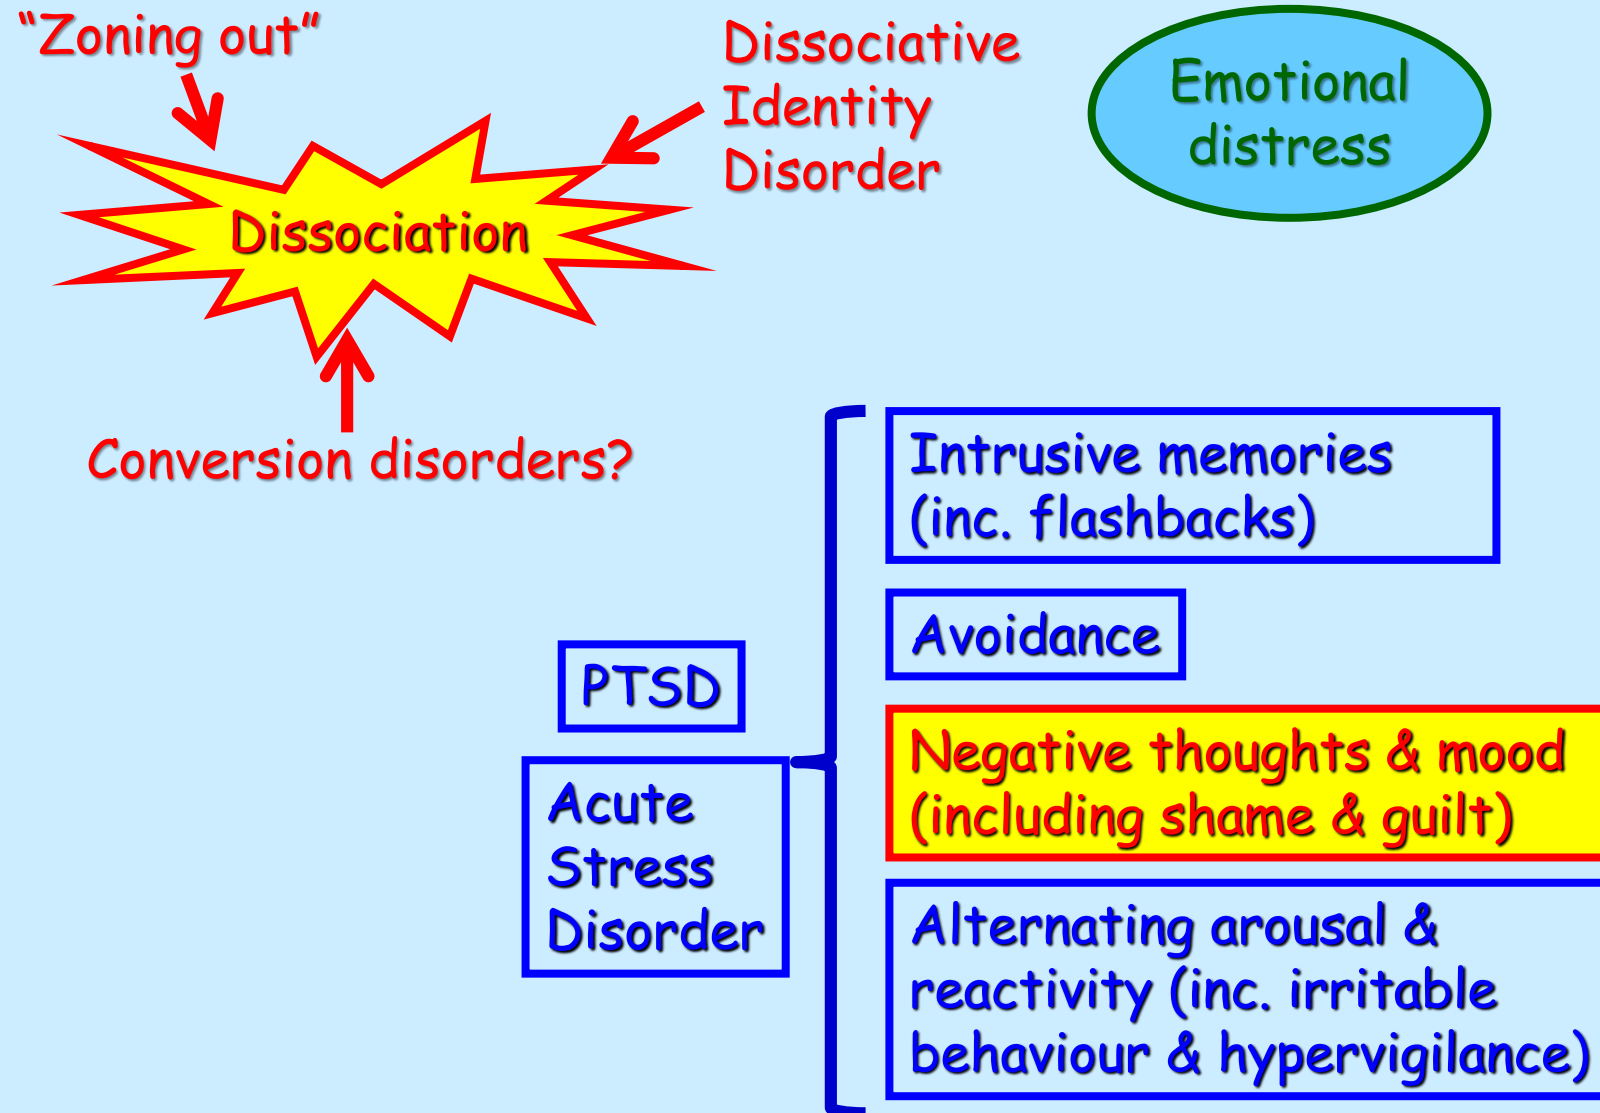 “Zoning out”
Dissociative
Identity
Disorder
Emotional
distress
Dissociation
Conversion disorders?
Intrusive memories
(inc. flashbacks)
Avoidance
PTSD
Acute
Stress
Disorder
Negative thoughts & mood
(including shame & guilt)
Alternating arousal &
reactivity (inc. irritable
behaviour & hypervigilance)